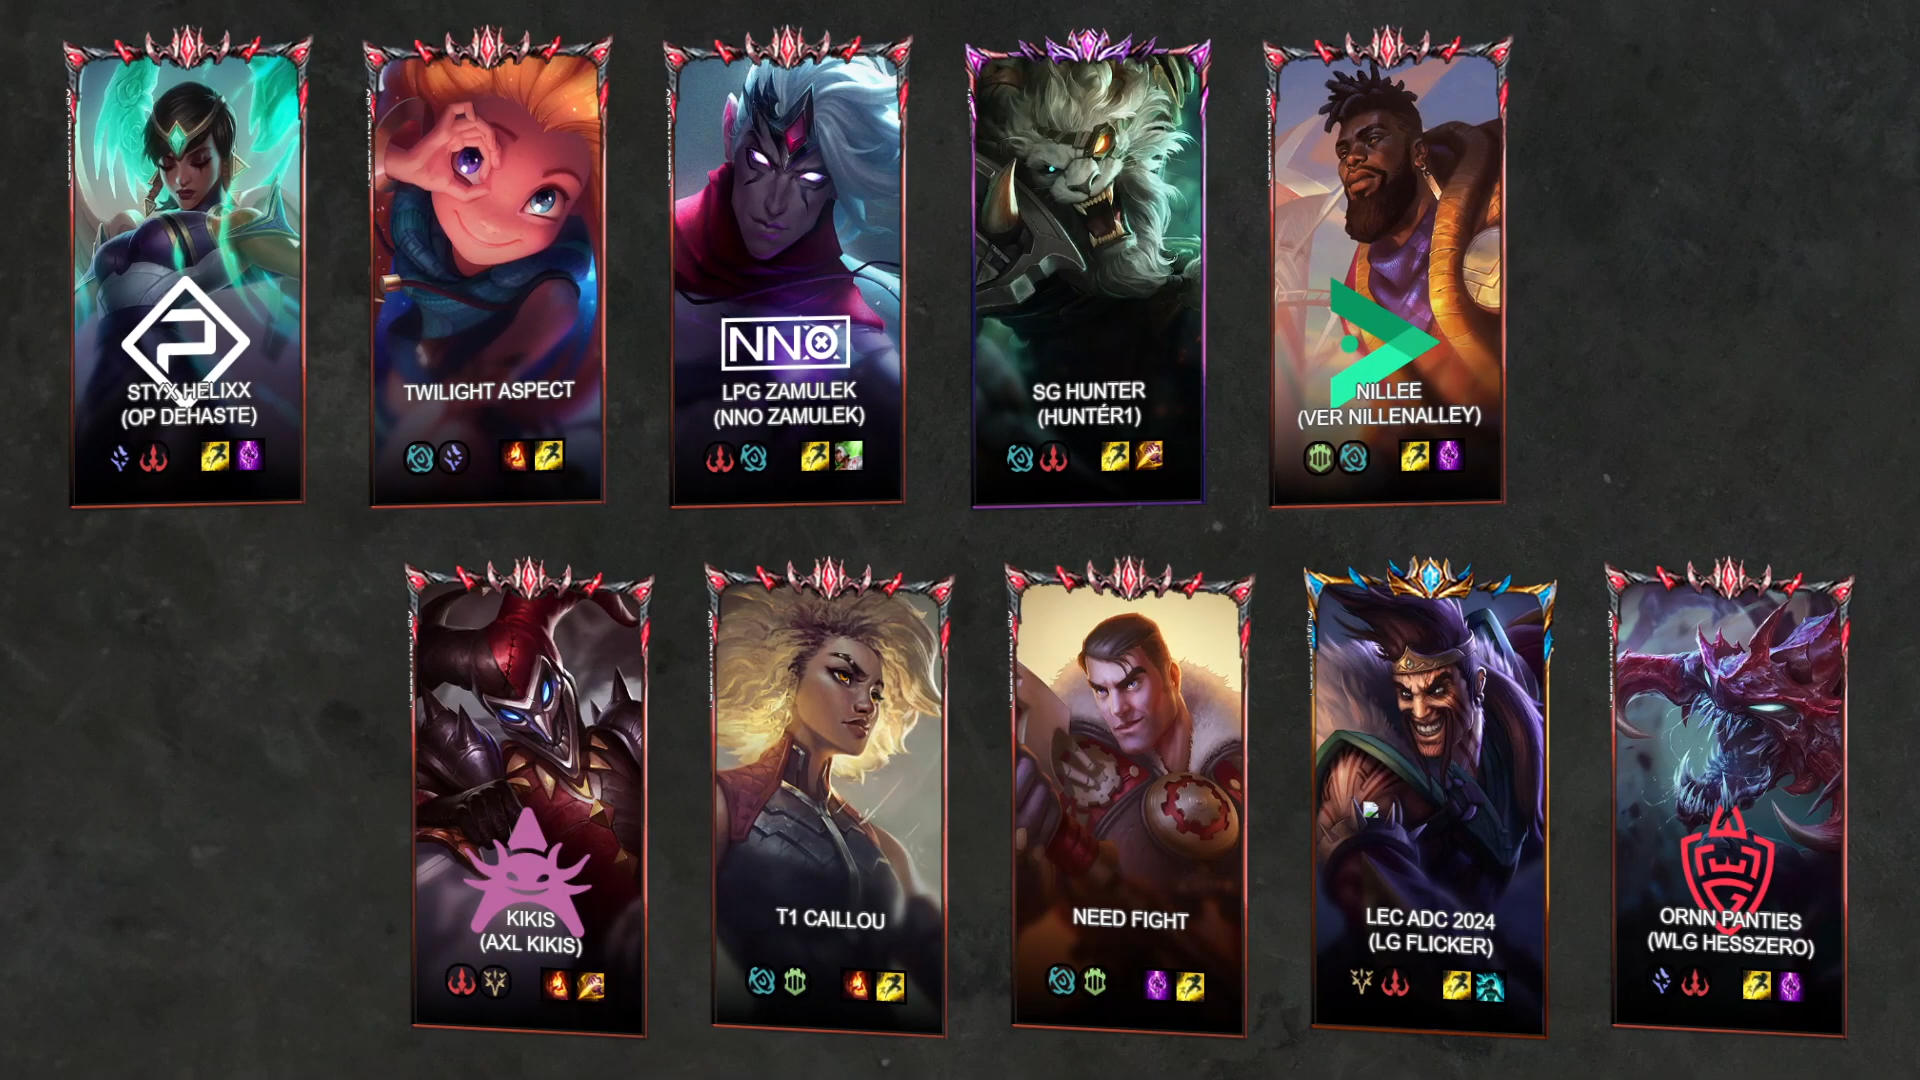 STYX HELIXX
(OP DEHASTE)
TWILIGHT ASPECT
NNO
LPG ZAMULEK
(NNO ZAMULEK)
SG HUNTER
(HUNTÉR1)
NILLEE
(VER NILLENALLEY)
KIKIS
(AXL KIKIS)
T1 CAILLOU
NEED FIGHT
LEC ADC 2024
(LG FLICKER)
ORNN PANTIES
(WLG HESSZERO)